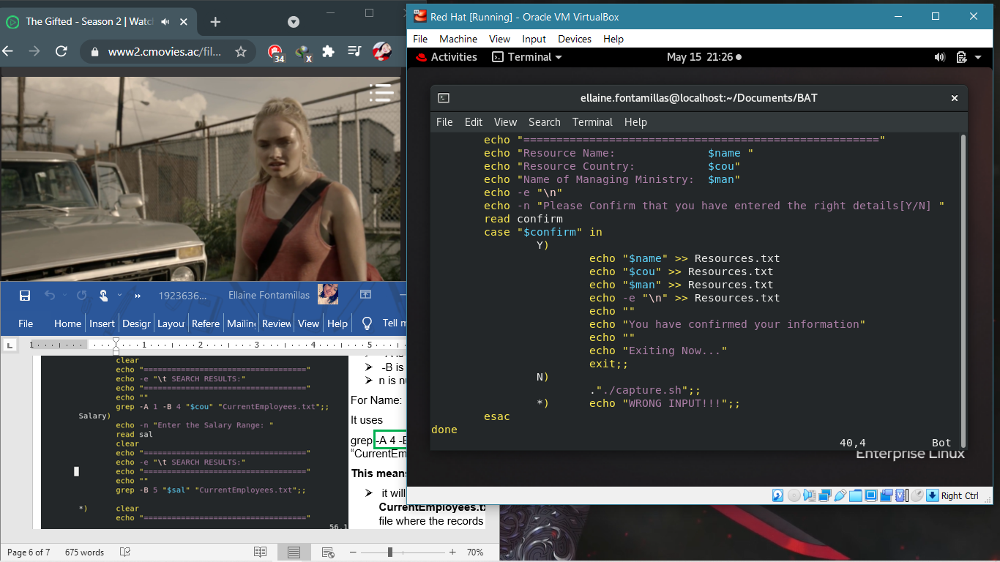 The Gifted - Season 2 | Watch
www2.cmovies.ac/fil...
34
x
1923636...
Ellaine Fontamillas
File Home Insert Design Layou Refere Mailin Review View Help Tell m
L
1 1 2 3 4 5
clear
echo "==================================="
echo -e "\t SEARCH RESULTS:"
echo "==================================="
echo ""
grep -A 1 -B 4 "$cou" "CurrentEmployees.txt";;
Salary)
echo -n "Enter the Salary Range: "
read sal
clear
echo "==================================="
echo -e "\t SEARCH RESULTS:"
echo "==================================="
echo ""
grep -B 5 "$sal" "CurrentEmployees.txt";;
*) clear
echo "==================================="
56,1
-B is
For Name:
It uses
grep -A 4 -B
“CurrentEm
This means
it will
CurrentEmployees.t
file where the records
Page 6 of 7 675 words 70%
Red Hat [Running] - Oracle VM VirtualBox
File Machine View Input Devices Help
Activities Terminal May 15 21:26
ellaine.fontamillas@localhost:~/Documents/BAT
File Edit View Search Terminal Help
echo "======================================================"
echo "Resource Name: $name "
echo "Resource Country: $cou"
echo "Name of Managing Ministry: $man"
echo -e "\n"
echo -n "Please Confirm that you have entered the right details[Y/N] "
read confirm
case "$confirm" in
Y)
echo "$name" >> Resources.txt
echo "$cou" >> Resources.txt
echo "$man" >> Resources.txt
echo -e "\n" >> Resources.txt
echo ""
echo "You have confirmed your information"
echo ""
echo "Exiting Now..."
exit;;
N)
."./capture.sh";;
*) echo "WRONG INPUT!!!";;
esac
done
40,4 Bot
Enterprise Linux
Right Ctrl